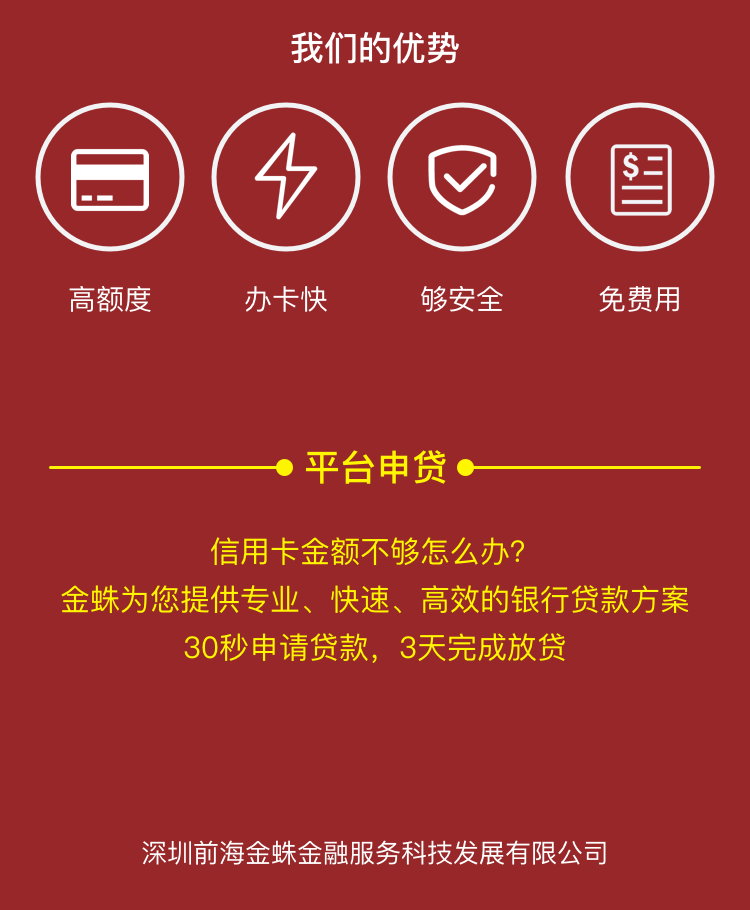 我们的优势
高额度
办卡快
够安全
免费用
平台申贷
信用卡金额不够怎么办?
金蛛为您提供专业、快速、高效的银行贷款方案
30秒申请贷款，3天完成放贷
深圳前海金蛛金融服务科技发展有限公司